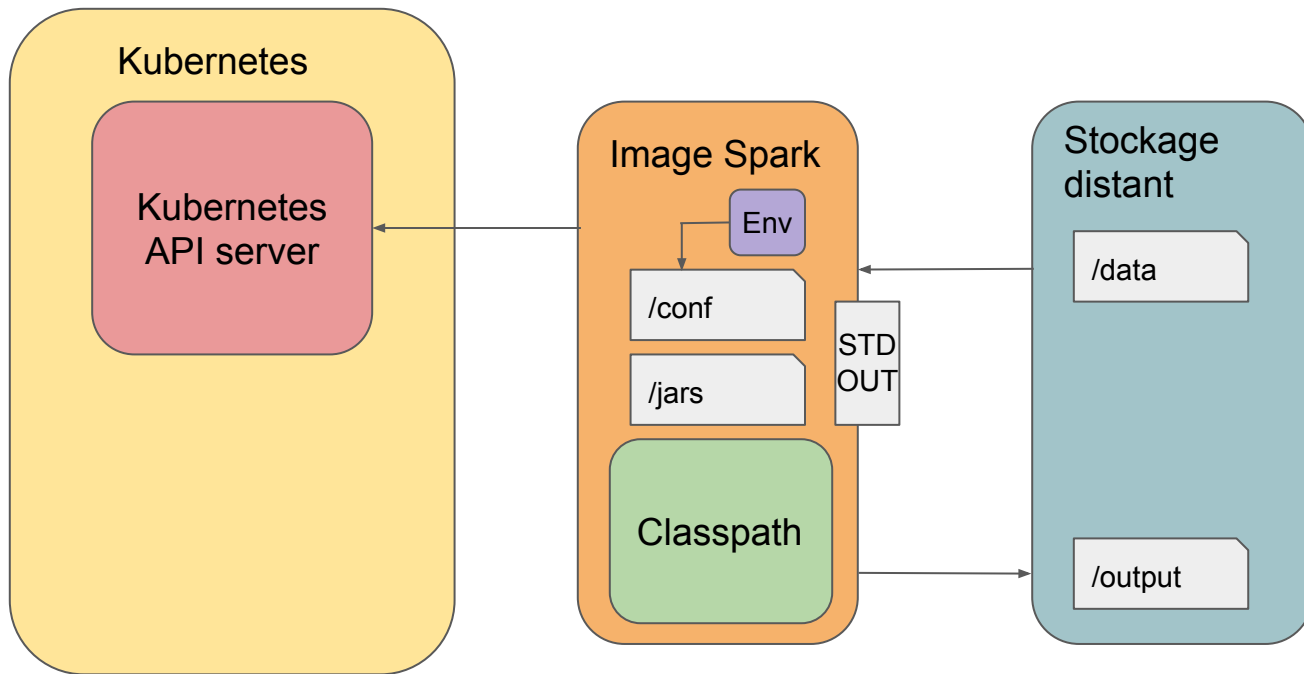 Kubernetes
Kubernetes
API server
Image Spark
Env
/conf
/jars
STD
OUT
Classpath
Stockage
distant
/data
/output